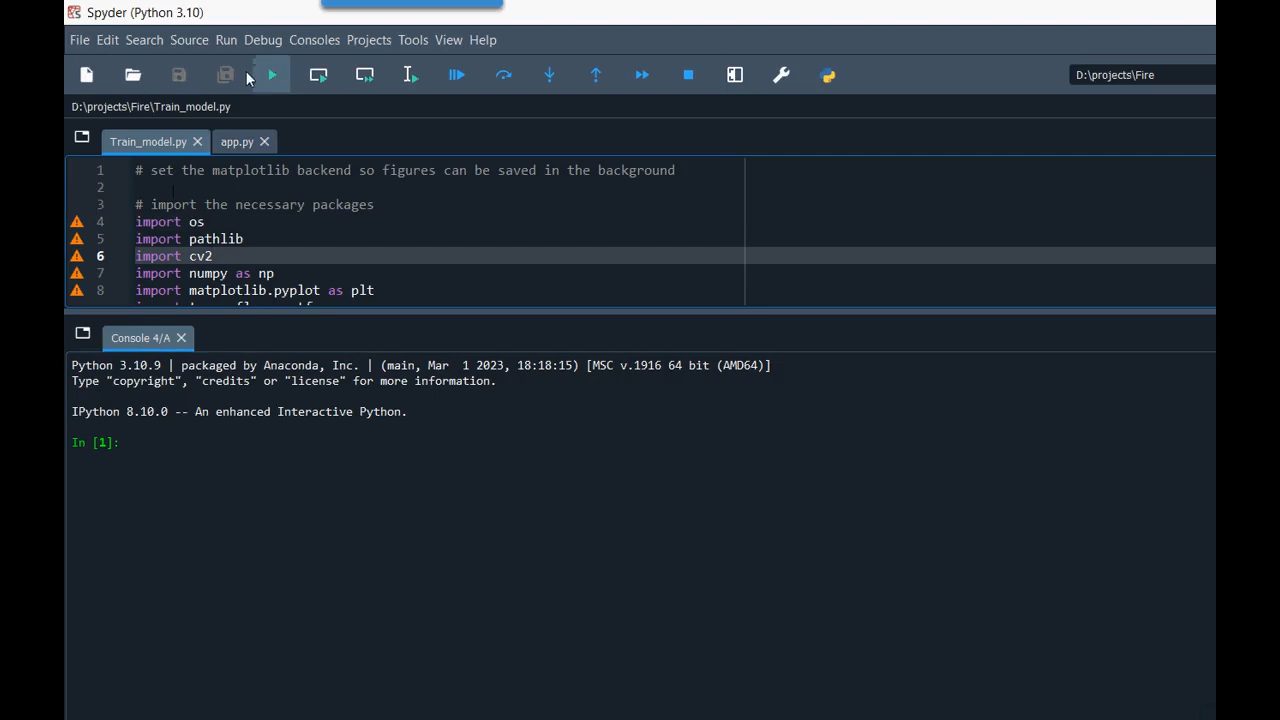 Spyder (Python 3.10)
File Edit Search Source Run Debug Consoles Projects Tools View Help
D:\projects\Fire
D:\projects\Fire\Train_model.py
Train_model.py app.py
1 # set the matplotlib backend so figures can be saved in the background
2
3 # import the necessary packages
4 import os
5 import pathlib
6 import cv2
7 import numpy as np
8 import matplotlib.pyplot as plt
Console 4/A
Python 3.10.9 | packaged by Anaconda, Inc. | (main, Mar  1 2023, 18:18:15) [MSC v.1916 64 bit (AMD64)]
Type "copyright", "credits" or "license" for more information.
IPython 8.10.0 -- An enhanced Interactive Python.
In [1]: